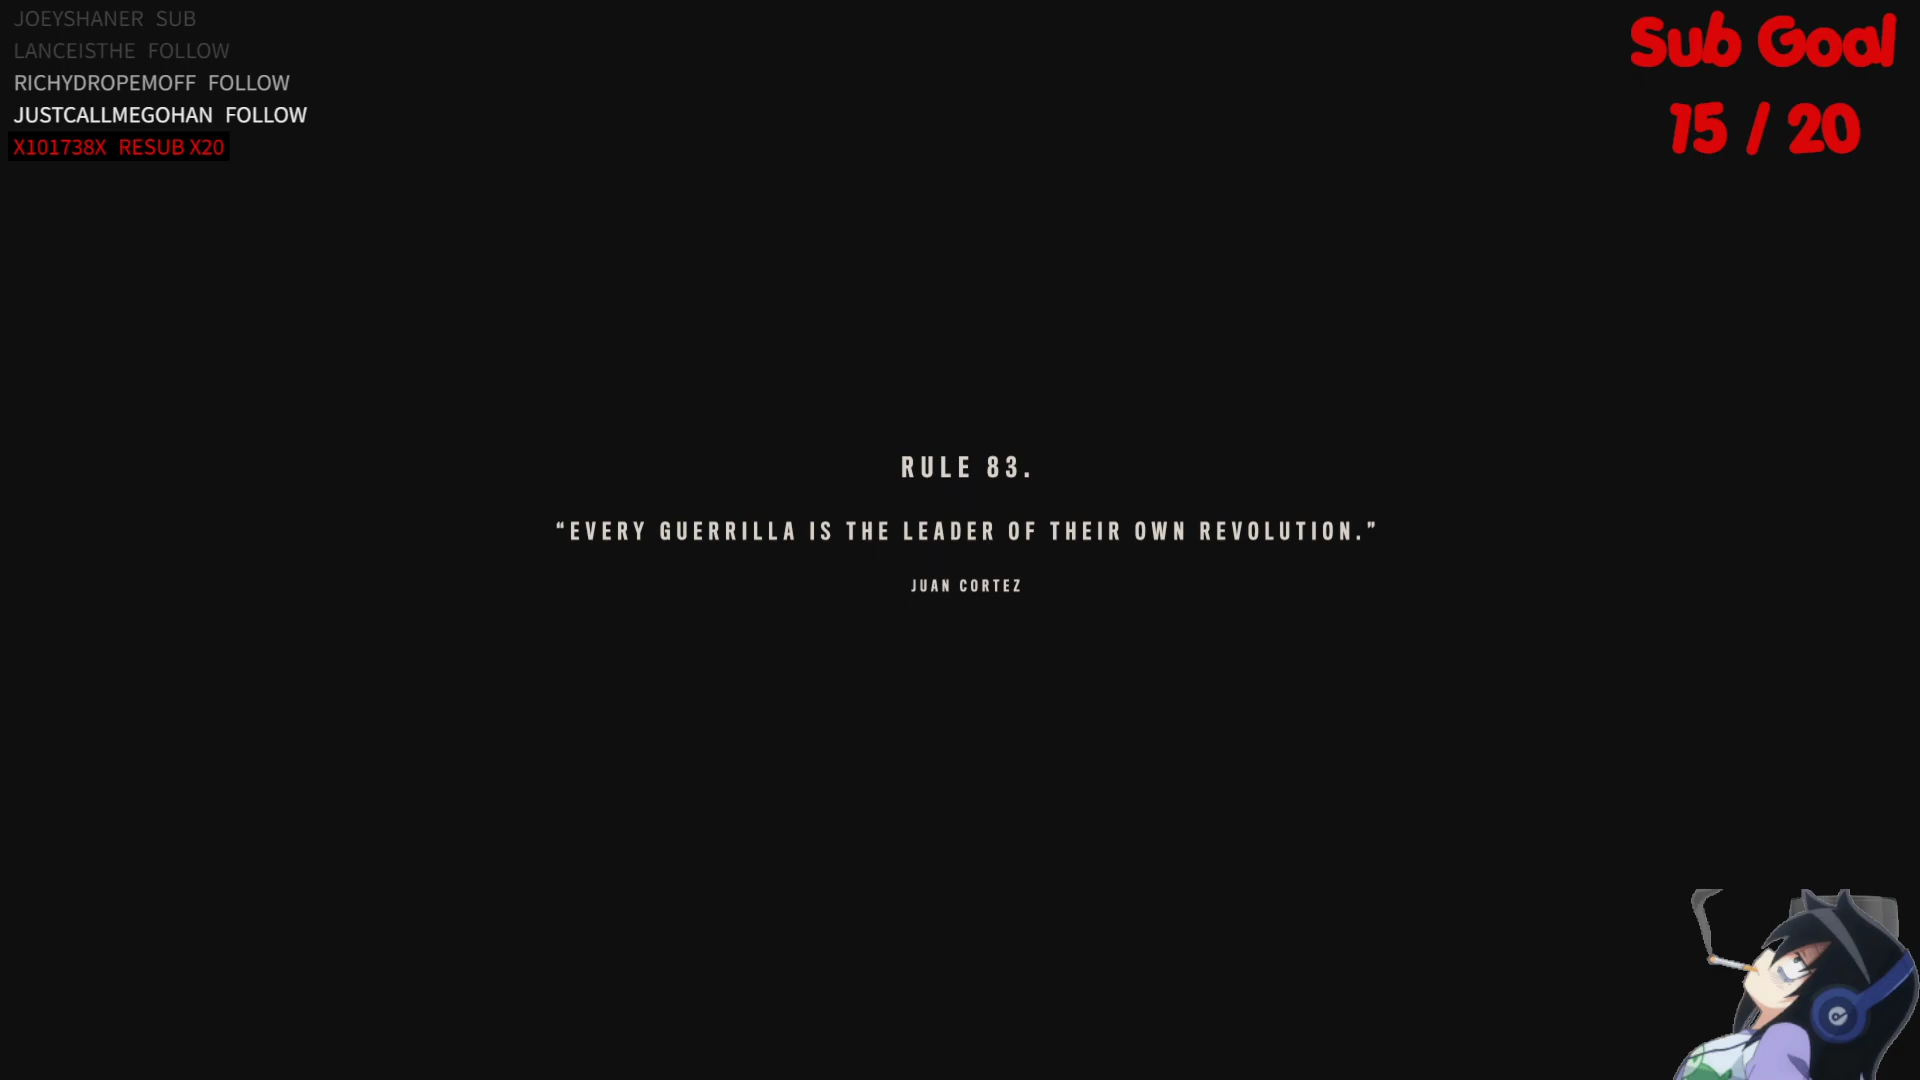 JOEYSHANER SUB
LANCEISTHE FOLLOW
RICHYDROPEMOFF FOLLOW
JUSTCALLMEGOHAN FOLLOW
X101738X RESUB X20
Sub Goal
15 / 20
RULE 83.
“EVERY GUERRILLA IS THE LEADER OF THEIR OWN REVOLUTION.”
JUAN CORTEZ